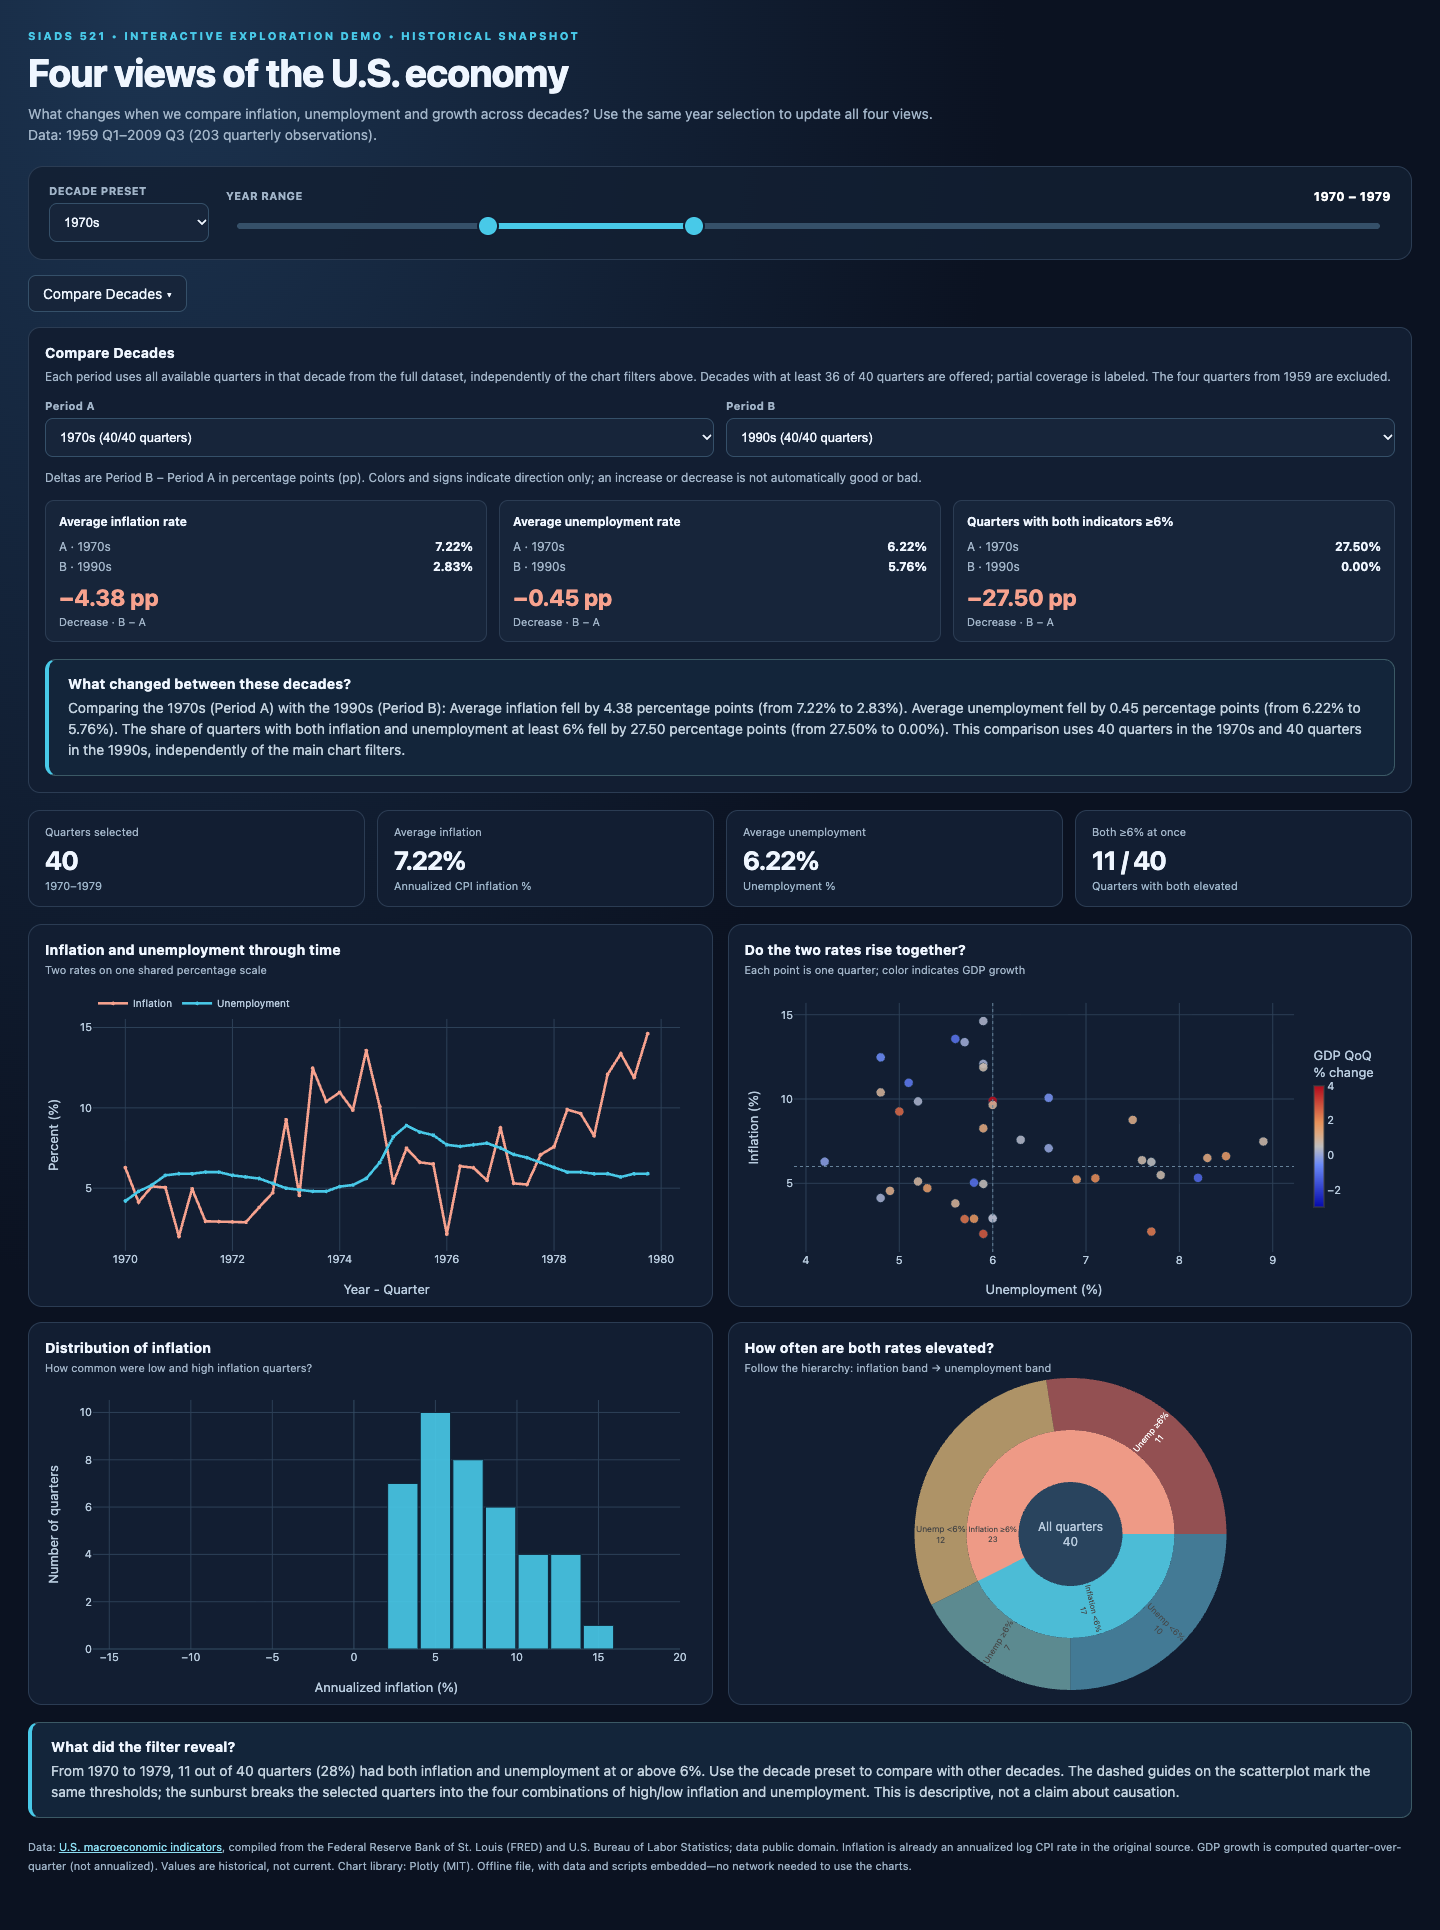 SIADS 521 • INTERACTIVE EXPLORATION DEMO • HISTORICAL SNAPSHOT
Four views of the U.S. economy
What changes when we compare inflation, unemployment and growth across decades? Use the same year selection to update all four views.
Data: 1959 Q1–2009 Q3 (203 quarterly observations).
DECADE PRESET
YEAR RANGE
1970 – 1979
1970s
Compare Decades ▾
Compare Decades
Each period uses all available quarters in that decade from the full dataset, independently of the chart filters above. Decades with at least 36 of 40 quarters are offered; partial coverage is labeled. The four quarters from 1959 are excluded.
Period A
Period B
1970s (40/40 quarters)
1990s (40/40 quarters)
Deltas are Period B – Period A in percentage points (pp). Colors and signs indicate direction only; an increase or decrease is not automatically good or bad.
Average inflation rate
A · 1970s 7.22%
B · 1990s 2.83%
−4.38 pp
Decrease · B – A
Average unemployment rate
A · 1970s 6.22%
B · 1990s 5.76%
−0.45 pp
Decrease · B – A
Quarters with both indicators ≥6%
A · 1970s 27.50%
B · 1990s 0.00%
−27.50 pp
Decrease · B – A
What changed between these decades?
Comparing the 1970s (Period A) with the 1990s (Period B): Average inflation fell by 4.38 percentage points (from 7.22% to 2.83%). Average unemployment fell by 0.45 percentage points (from 6.22% to
5.76%). The share of quarters with both inflation and unemployment at least 6% fell by 27.50 percentage points (from 27.50% to 0.00%). This comparison uses 40 quarters in the 1970s and 40 quarters
in the 1990s, independently of the main chart filters.
Quarters selected
40
1970–1979
Average inflation
7.22%
Annualized CPI inflation %
Average unemployment
6.22%
Unemployment %
Both ≥6% at once
11 / 40
Quarters with both elevated
Inflation and unemployment through time
Two rates on one shared percentage scale
Inflation
Unemployment
15
10
5
Percent (%)
1970 1972 1974 1976 1978 1980
Year - Quarter
Do the two rates rise together?
Each point is one quarter; color indicates GDP growth
15
10
5
Inflation (%)
4 5 6 7 8 9
Unemployment (%)
GDP QoQ
% change
4
2
0
−2
Distribution of inflation
How common were low and high inflation quarters?
10
8
6
4
2
0
Number of quarters
−15 −10 −5 0 5 10 15 20
Annualized inflation (%)
How often are both rates elevated?
Follow the hierarchy: inflation band → unemployment band
Unemp ≥6%
11
Unemp <6%
12
Inflation ≥6%
23
All quarters
40
Inflation <6%
17
Unemp <6%
10
Unemp ≥6%
7
What did the filter reveal?
From 1970 to 1979, 11 out of 40 quarters (28%) had both inflation and unemployment at or above 6%. Use the decade preset to compare with other decades. The dashed guides on the scatterplot mark the
same thresholds; the sunburst breaks the selected quarters into the four combinations of high/low inflation and unemployment. This is descriptive, not a claim about causation.
Data: U.S. macroeconomic indicators, compiled from the Federal Reserve Bank of St. Louis (FRED) and U.S. Bureau of Labor Statistics; data public domain. Inflation is already an annualized log CPI rate in the original source. GDP growth is computed quarter-over-
quarter (not annualized). Values are historical, not current. Chart library: Plotly (MIT). Offline file, with data and scripts embedded—no network needed to use the charts.